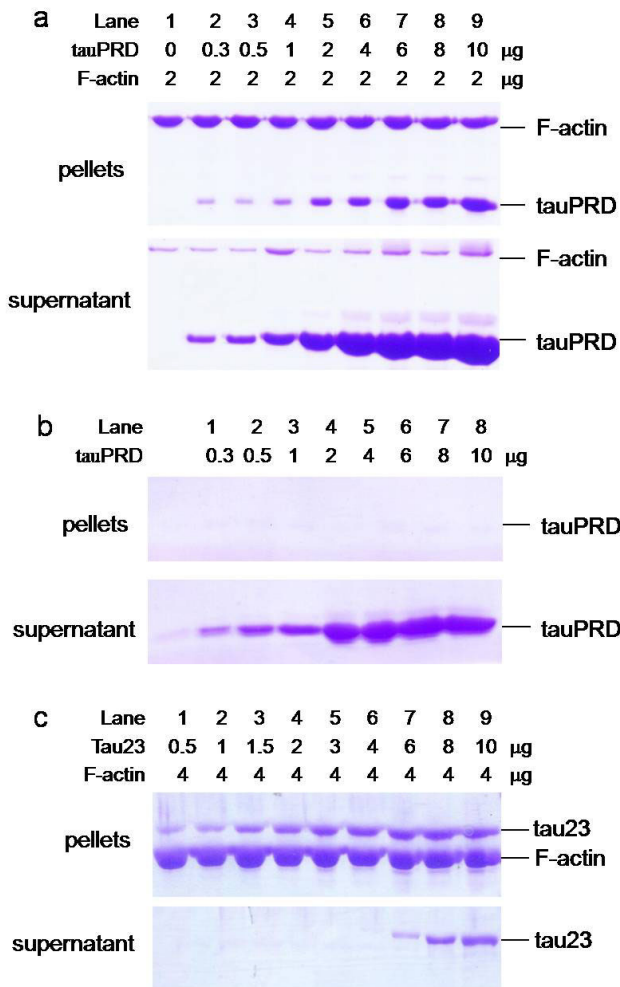 a
Lane 1 2 3 4 5 6 7 8 9
tauPRD 0 0.3 0.5 1 2 4 6 8 10 μg
F-actin 2 2 2 2 2 2 2 2 2 μg
F-actin
pellets
tauPRD
F-actin
supernatant
tauPRD
b
Lane 1 2 3 4 5 6 7 8
tauPRD 0.3 0.5 1 2 4 6 8 10 μg
pellets
tauPRD
supernatant
tauPRD
c
Lane 1 2 3 4 5 6 7 8 9
Tau23 0.5 1 1.5 2 3 4 6 8 10 μg
F-actin 4 4 4 4 4 4 4 4 4 μg
tau23
pellets
F-actin
supernatant
tau23